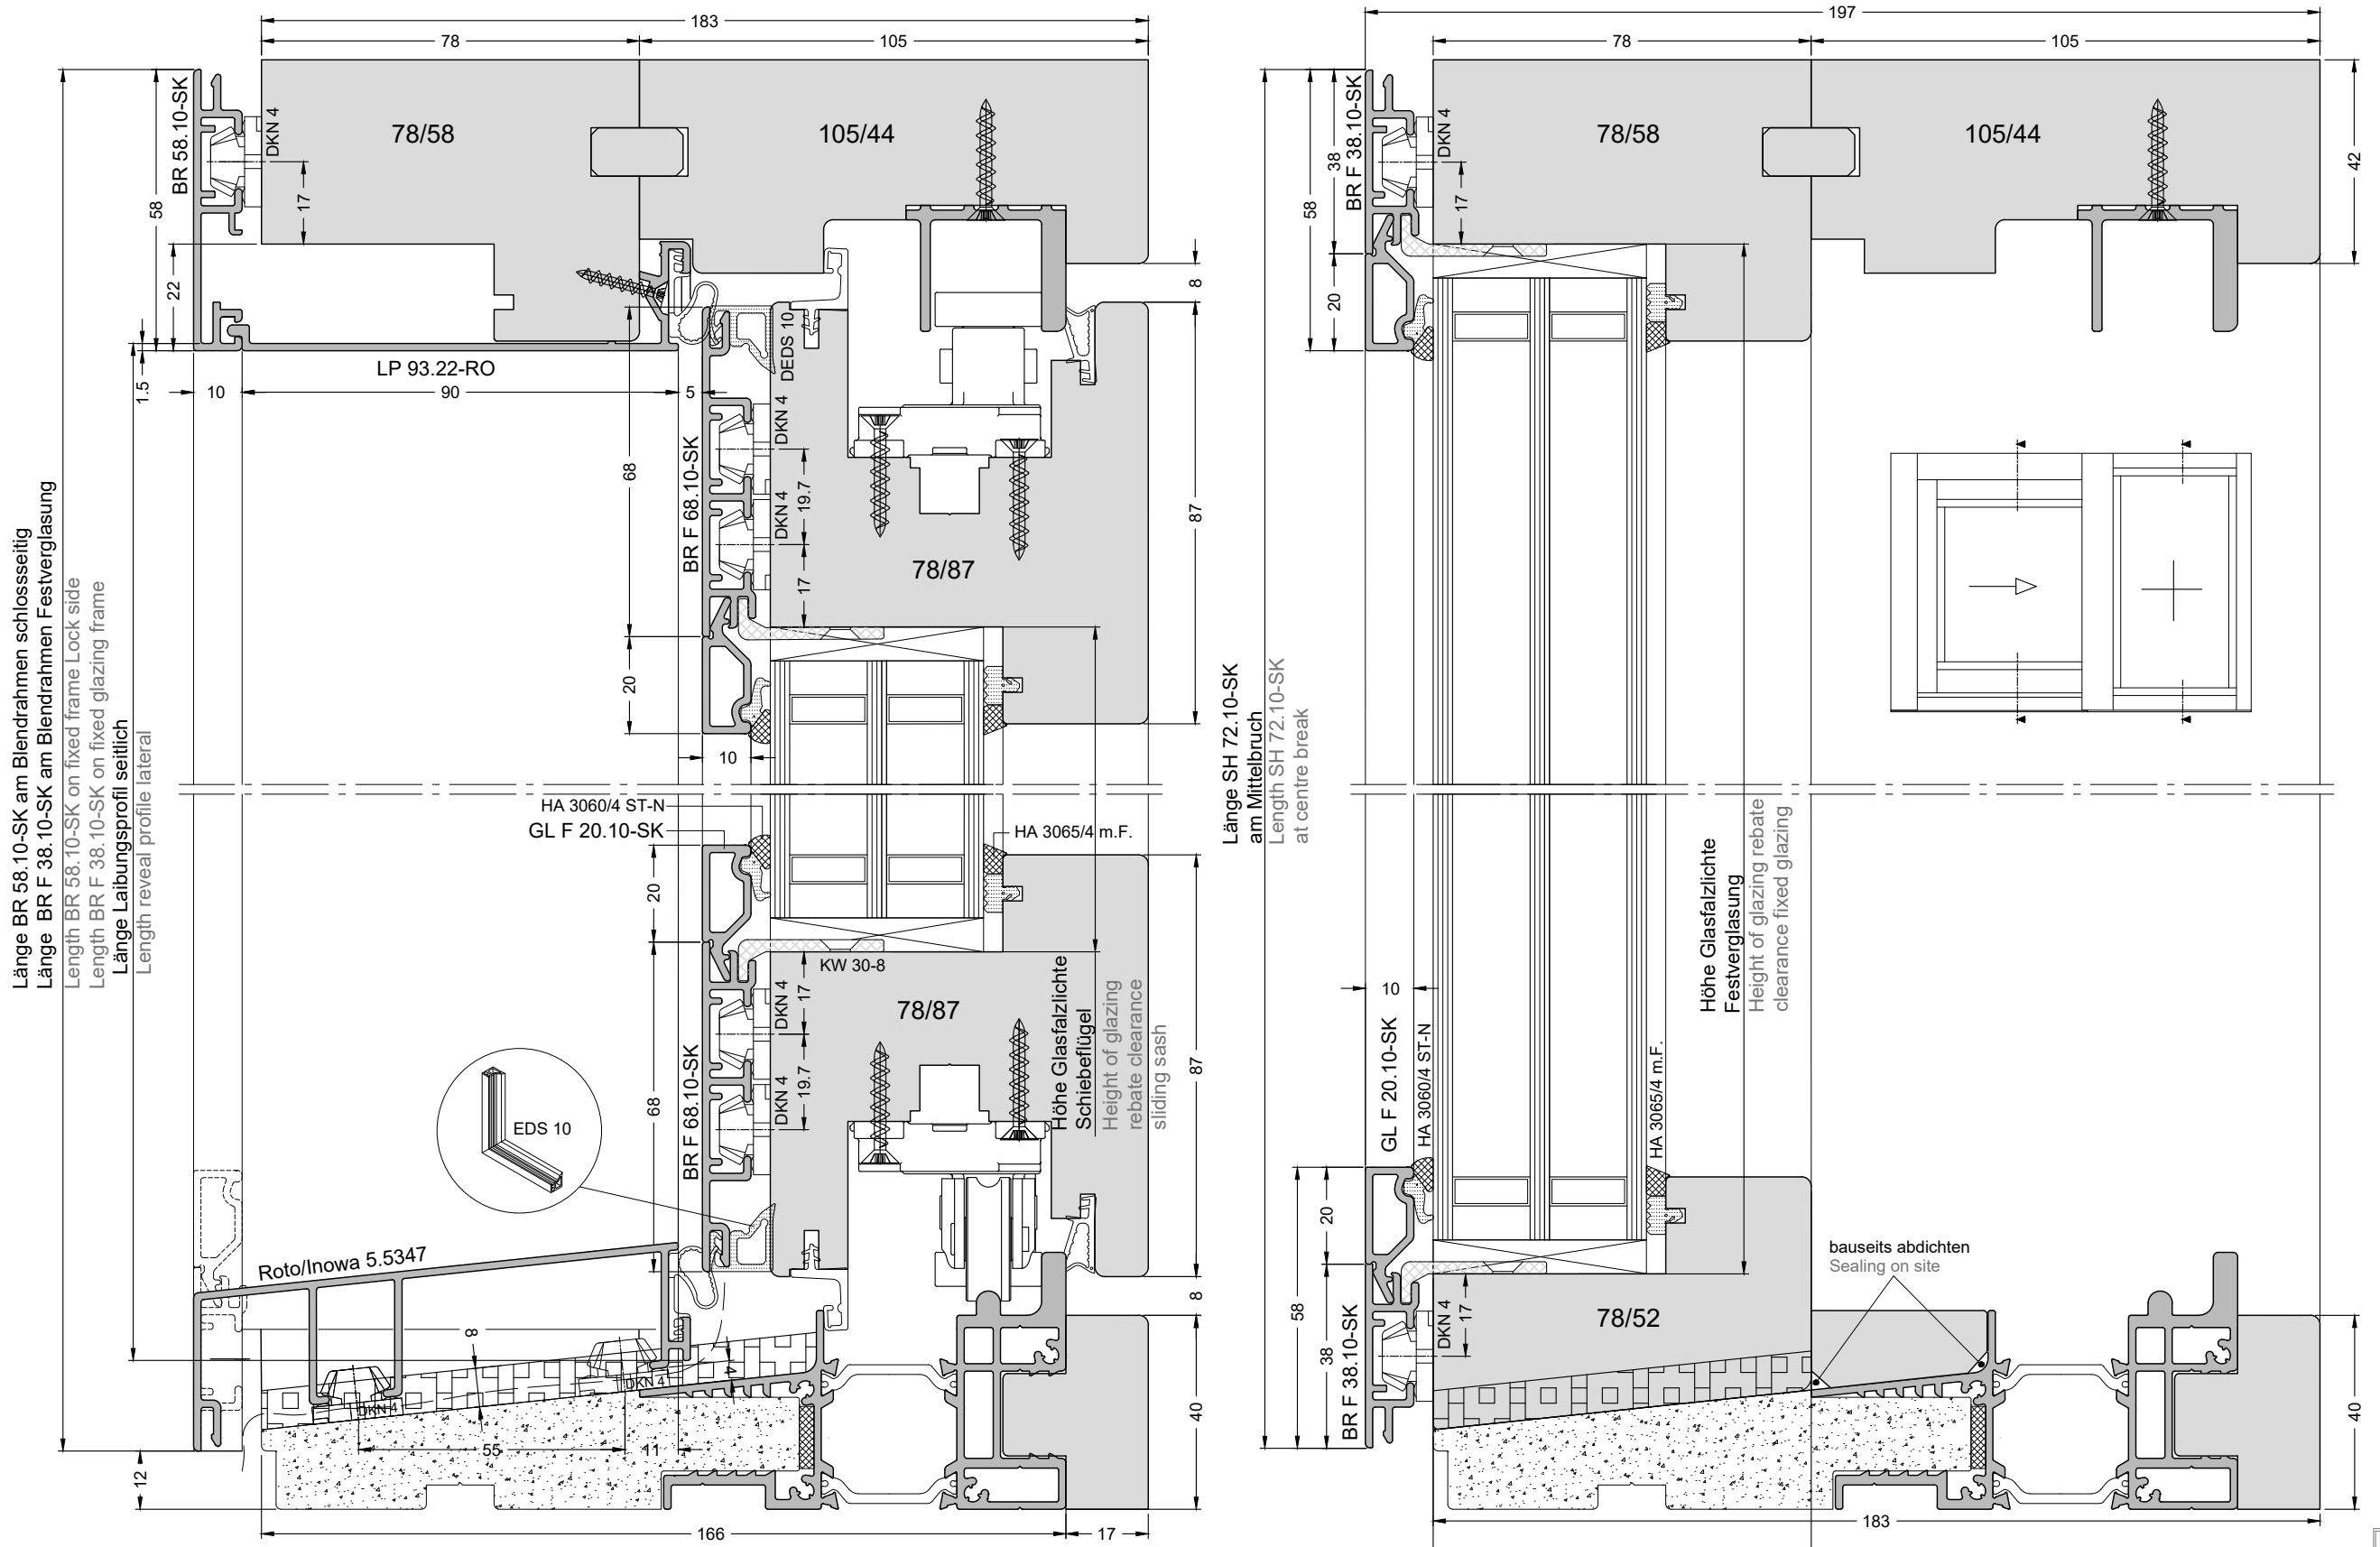 183
78
105
BR 58.10-SK
DKN 4
78/58
105/44
17
58
22
8
1.5
LP 93.22-RO
10
90
5
DEDS 10
DKN 4
68
BR F 68.10-SK
DKN 4
19.7
17
87
78/87
20
10
Länge BR 58.10-SK am Blendrahmen schlossseitig
Länge BR F 38.10-SK am Blendrahmen Festverglasung
Length BR 58.10-SK on fixed frame Lock side
Length BR F 38.10-SK on fixed glazing frame
Länge Laibungsprofil seitlich
Length reveal profile lateral
HA 3060/4 ST-N
GL F 20.10-SK
HA 3065/4 m.F.
20
KW 30-8
DKN 4
17
78/87
Höhe Glasfalzlichte
Schiebeflügel
Height of glazing
rebate clearance
sliding sash
87
19.7
DKN 4
68
BR F 68.10-SK
EDS 10
Roto/Inowa 5.5347
8
8
4
DKN 4
DKN 4
55
11
12
40
166
17
197
78
105
BR F 38.10-SK
DKN 4
78/58
105/44
38
58
17
42
20
Länge SH 72.10-SK
am Mittelbruch
Length SH 72.10-SK
at centre break
Höhe Glasfalzlichte
Festverglasung
Height of glazing rebate
clearance fixed glazing
10
GL F 20.10-SK
HA 3060/4 ST-N
HA 3065/4 m.F.
20
58
38
BR F 38.10-SK
DKN 4
17
78/52
bauseits abdichten
Sealing on site
40
183